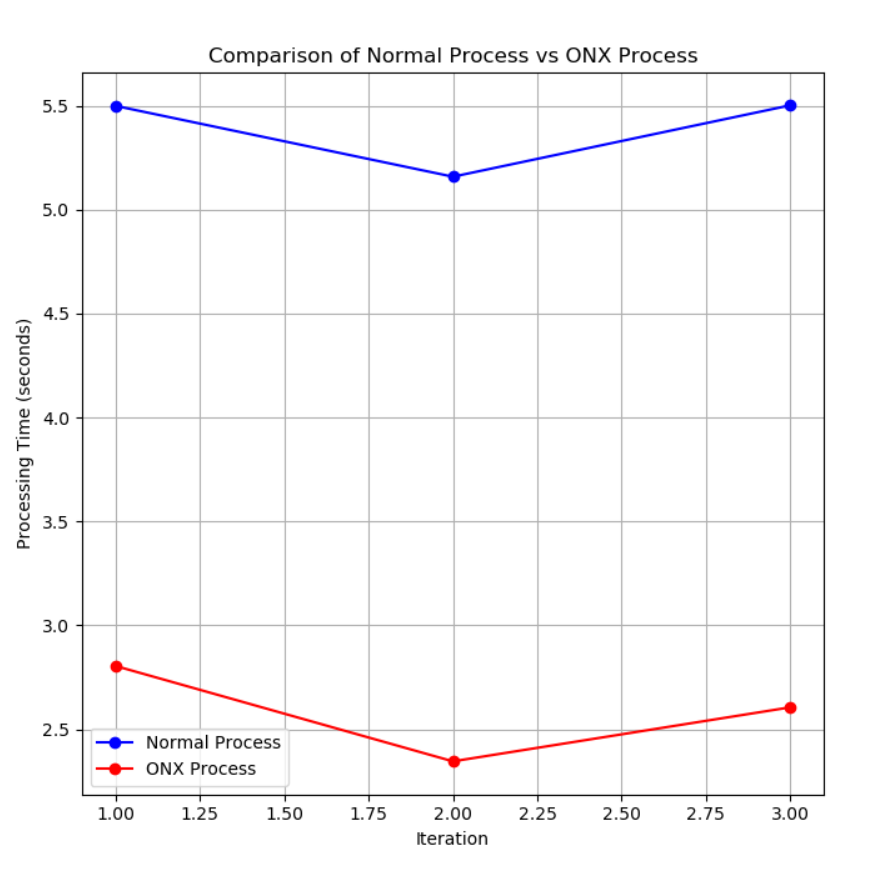 Comparison of Normal Process vs ONX Process
Processing Time (seconds)
5.5
5.0
4.5
4.0
3.5
3.0
2.5
Normal Process
ONX Process
1.00 1.25 1.50 1.75 2.00 2.25 2.50 2.75 3.00
Iteration